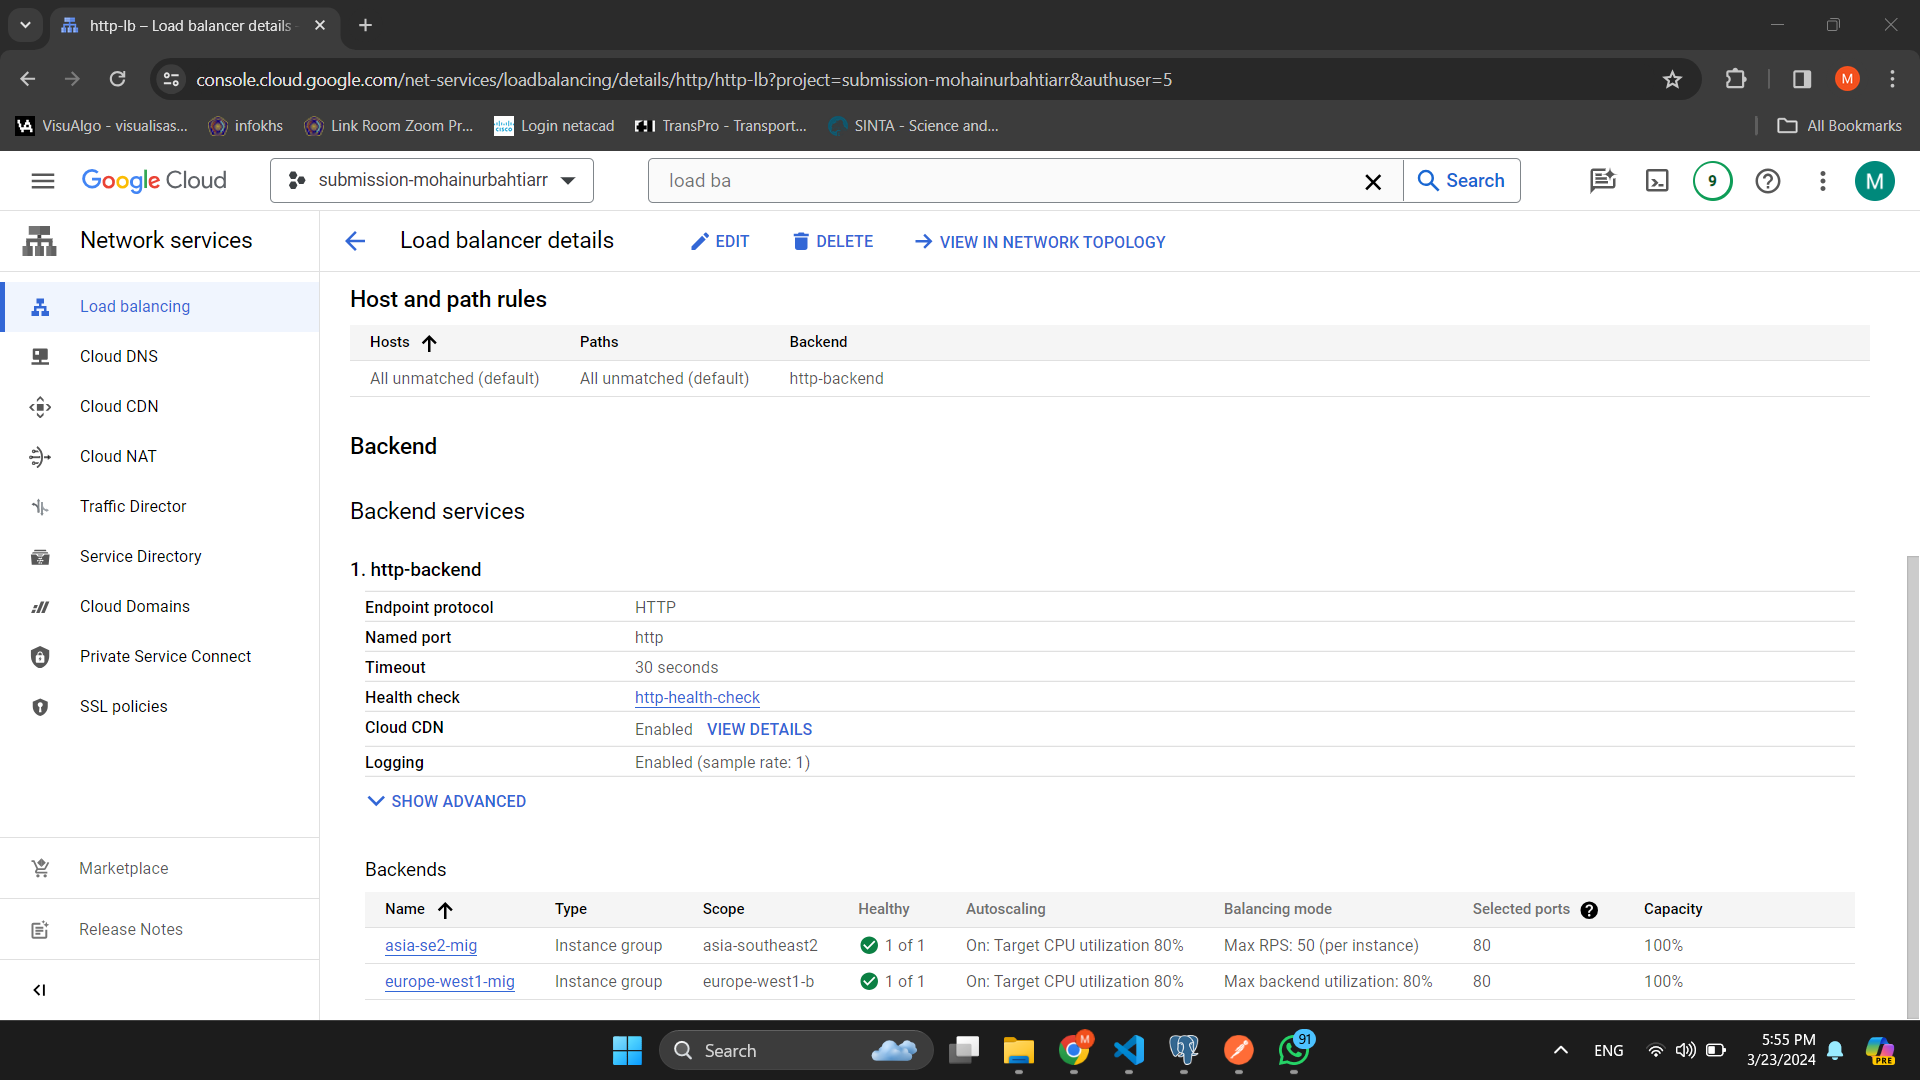 http-lb – Load balancer details -
console.cloud.google.com/net-services/loadbalancing/details/http/http-lb?project=submission-mohainurbahtiarr&authuser=5
M
VisuAlgo - visualisas...
infokhs
Link Room Zoom Pr...
Login netacad
TransPro - Transport...
SINTA - Science and...
All Bookmarks
Google Cloud
submission-mohainurbahtiarr
load ba
Search
9
M
Network services
Load balancer details
EDIT
DELETE
VIEW IN NETWORK TOPOLOGY
Load balancing
Cloud DNS
Cloud CDN
Cloud NAT
Traffic Director
Service Directory
Cloud Domains
Private Service Connect
SSL policies
Marketplace
Release Notes
Host and path rules
Hosts Paths Backend
All unmatched (default) All unmatched (default) http-backend
Backend
Backend services
1. http-backend
Endpoint protocol HTTP
Named port http
Timeout 30 seconds
Health check http-health-check
Cloud CDN Enabled VIEW DETAILS
Logging Enabled (sample rate: 1)
SHOW ADVANCED
Backends
Name Type Scope Healthy Autoscaling Balancing mode Selected ports Capacity
asia-se2-mig Instance group asia-southeast2 1 of 1 On: Target CPU utilization 80% Max RPS: 50 (per instance) 80 100%
europe-west1-mig Instance group europe-west1-b 1 of 1 On: Target CPU utilization 80% Max backend utilization: 80% 80 100%
Search
M
91
ENG
5:55 PM
3/23/2024
PRE